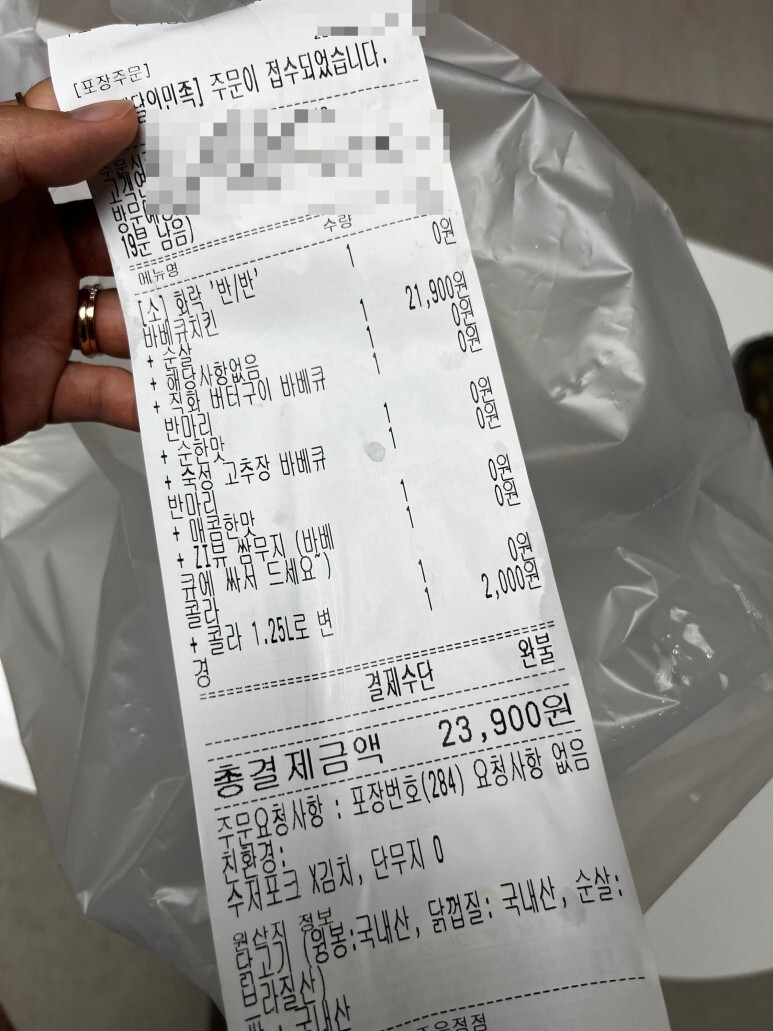 [포장주문]
달의민족] 주문이 접수되었습니다.
19분 남음)
메뉴명 수량
[소] 화락 '반/반' 1 0원
바베큐치킨
+ 순살 1 21,900원
+ 해당사항없음 1 0원
+ 직화 버터구이 바베큐 1 0원
반마리
+ 순한맛 1 0원
+ 숙성 고추장 바베큐 1 0원
반마리
+ 매콤한맛 1 0원
+ ZI뷰 쌈무지 (바베 1 0원
큐에 싸서 드세요~)
콜라 1 0원
+ 콜라 1.25L로 변 1 2,000원
경
결제수단 완불
총결제금액 23,900원
주문요청사항 : 포장번호(284) 요청사항 없음
친환경:
수저포크 X김치, 단무지 O
원산지 정보
닭고기 (윙봉:국내산, 닭껍질: 국내산, 순살:
브라질산)
국내산